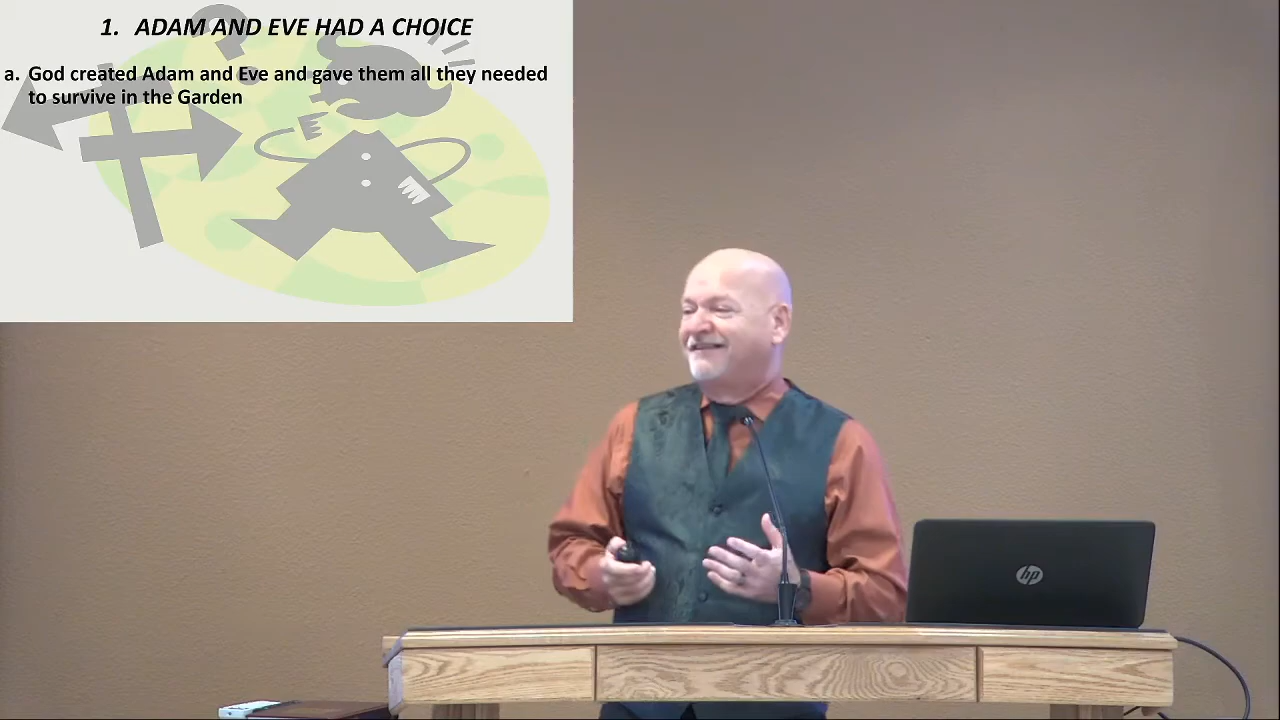 1. ADAM AND EVE HAD A CHOICE
a. God created Adam and Eve and gave them all they needed
to survive in the Garden
hp